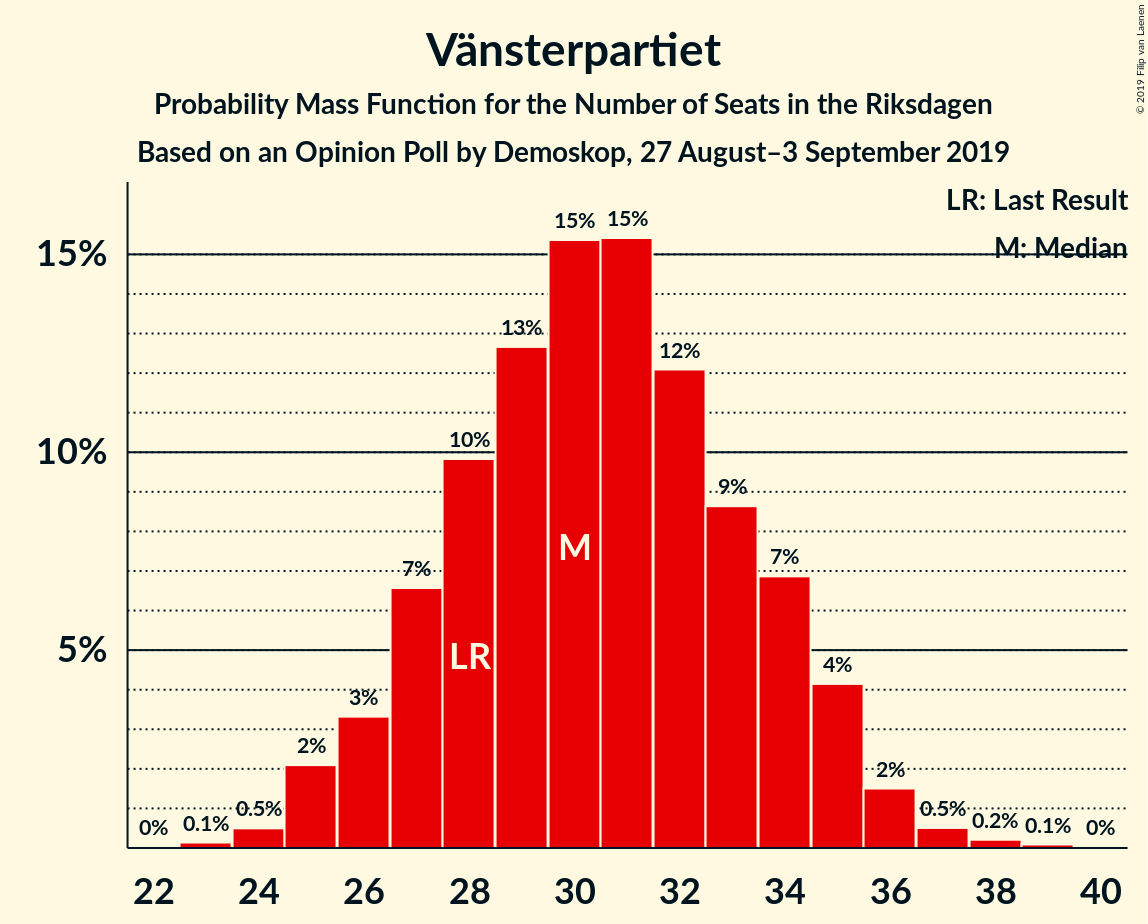 Vänsterpartiet
Probability Mass Function for the Number of Seats in the Riksdagen
Based on an Opinion Poll by Demoskop, 27 August–3 September 2019
© 2019 Filip van Laenen
LR: Last Result
M: Median
15%
10%
5%
0%
0.1%
0.5%
2%
3%
7%
10%
13%
15%
15%
12%
9%
7%
4%
2%
0.5%
0.2%
0.1%
0%
LR
M
22 24 26 28 30 32 34 36 38 40